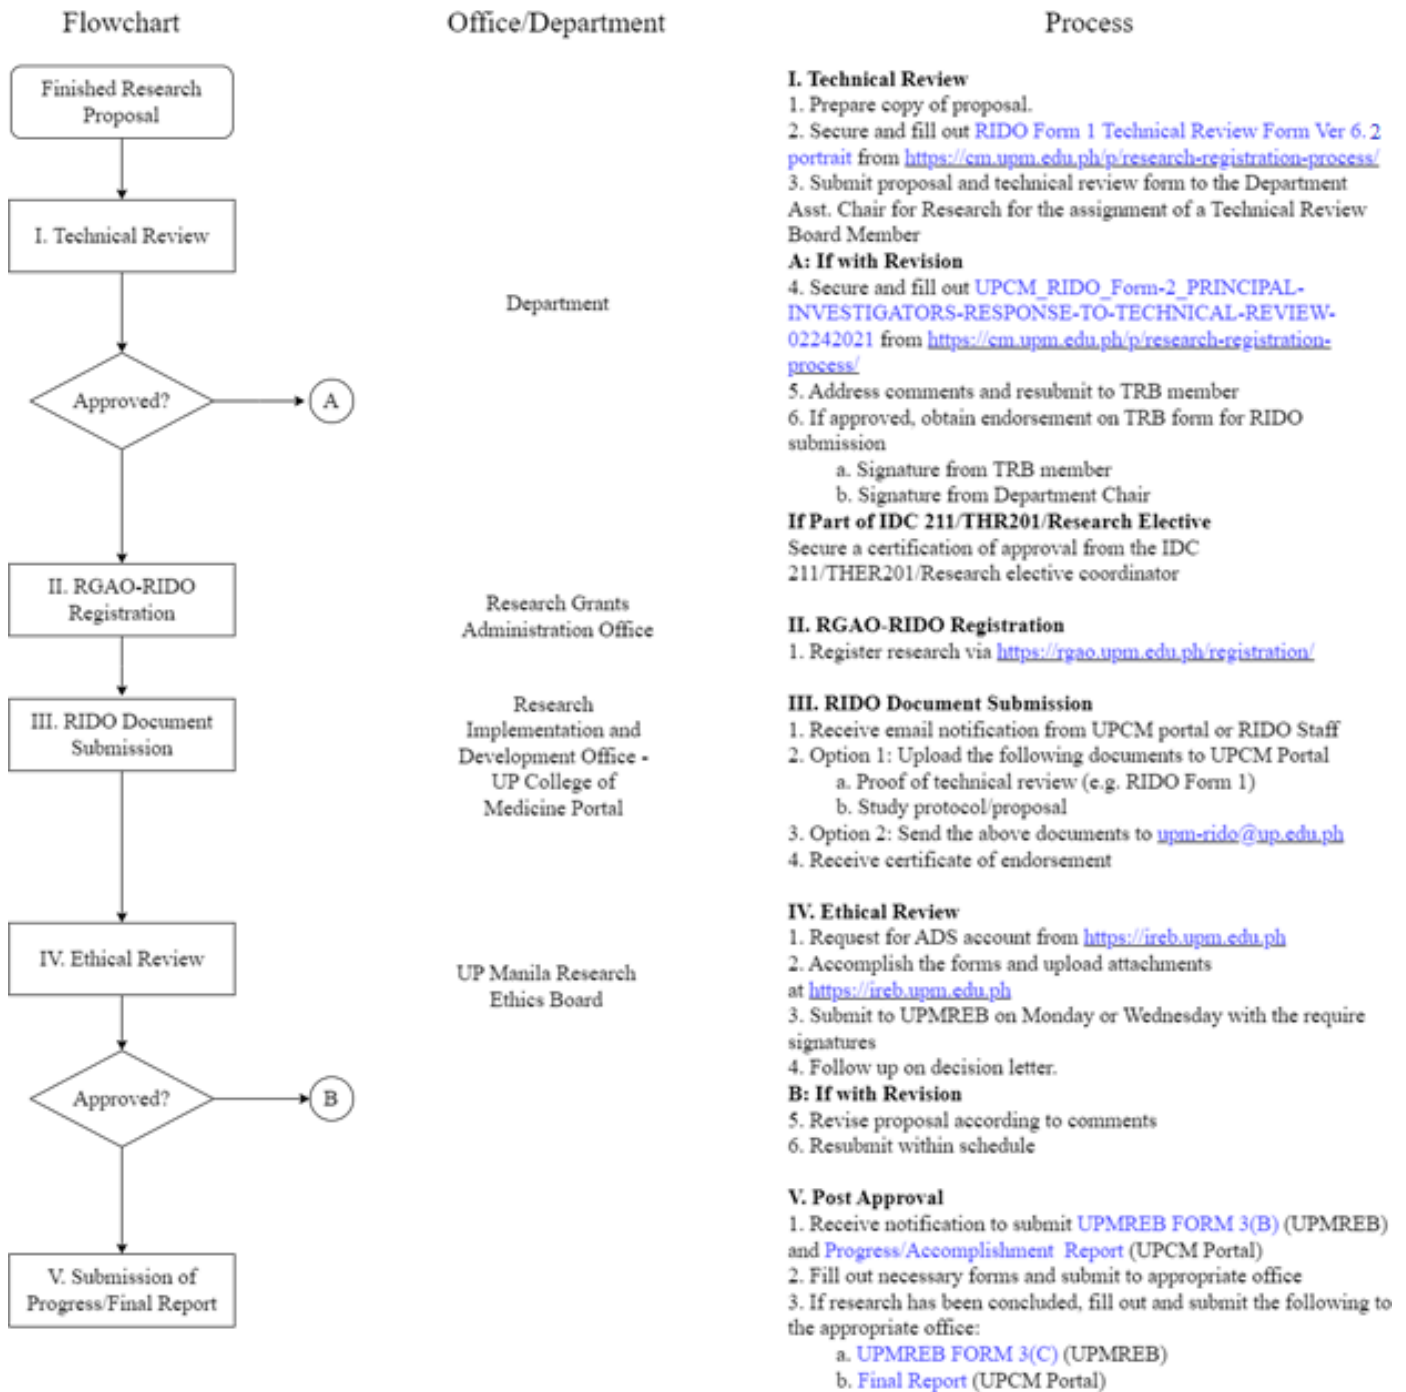 Flowchart
Office/Department
Process
Finished Research
Proposal
I. Technical Review
Approved?
A
II. RGAO-RIDO
Registration
III. RIDO Document
Submission
IV. Ethical Review
Approved?
B
V. Submission of
Progress/Final Report
Department
Research Grants
Administration Office
Research
Implementation and
Development Office -
UP College of
Medicine Portal
UP Manila Research
Ethics Board
I. Technical Review
1. Prepare copy of proposal.
2. Secure and fill out RIDO Form 1 Technical Review Form Ver 6. 2
portrait from https://cm.upm.edu.ph/p/research-registration-process/
3. Submit proposal and technical review form to the Department
Asst. Chair for Research for the assignment of a Technical Review
Board Member
A: If with Revision
4. Secure and fill out UPCM_RIDO_Form-2_PRINCIPAL-
INVESTIGATORS-RESPONSE-TO-TECHNICAL-REVIEW-
02242021 from https://cm.upm.edu.ph/p/research-registration-
process/
5. Address comments and resubmit to TRB member
6. If approved, obtain endorsement on TRB form for RIDO
submission
a. Signature from TRB member
b. Signature from Department Chair
If Part of IDC 211/THR201/Research Elective
Secure a certification of approval from the IDC
211/THER201/Research elective coordinator
II. RGAO-RIDO Registration
1. Register research via https://rgao.upm.edu.ph/registration/
III. RIDO Document Submission
1. Receive email notification from UPCM portal or RIDO Staff
2. Option 1: Upload the following documents to UPCM Portal
a. Proof of technical review (e.g. RIDO Form 1)
b. Study protocol/proposal
3. Option 2: Send the above documents to upm-rido@up.edu.ph
4. Receive certificate of endorsement
IV. Ethical Review
1. Request for ADS account from https://ireb.upm.edu.ph
2. Accomplish the forms and upload attachments
at https://ireb.upm.edu.ph
3. Submit to UPMREB on Monday or Wednesday with the require
signatures
4. Follow up on decision letter.
B: If with Revision
5. Revise proposal according to comments
6. Resubmit within schedule
V. Post Approval
1. Receive notification to submit UPMREB FORM 3(B) (UPMREB)
and Progress/Accomplishment Report (UPCM Portal)
2. Fill out necessary forms and submit to appropriate office
3. If research has been concluded, fill out and submit the following to
the appropriate office:
a. UPMREB FORM 3(C) (UPMREB)
b. Final Report (UPCM Portal)